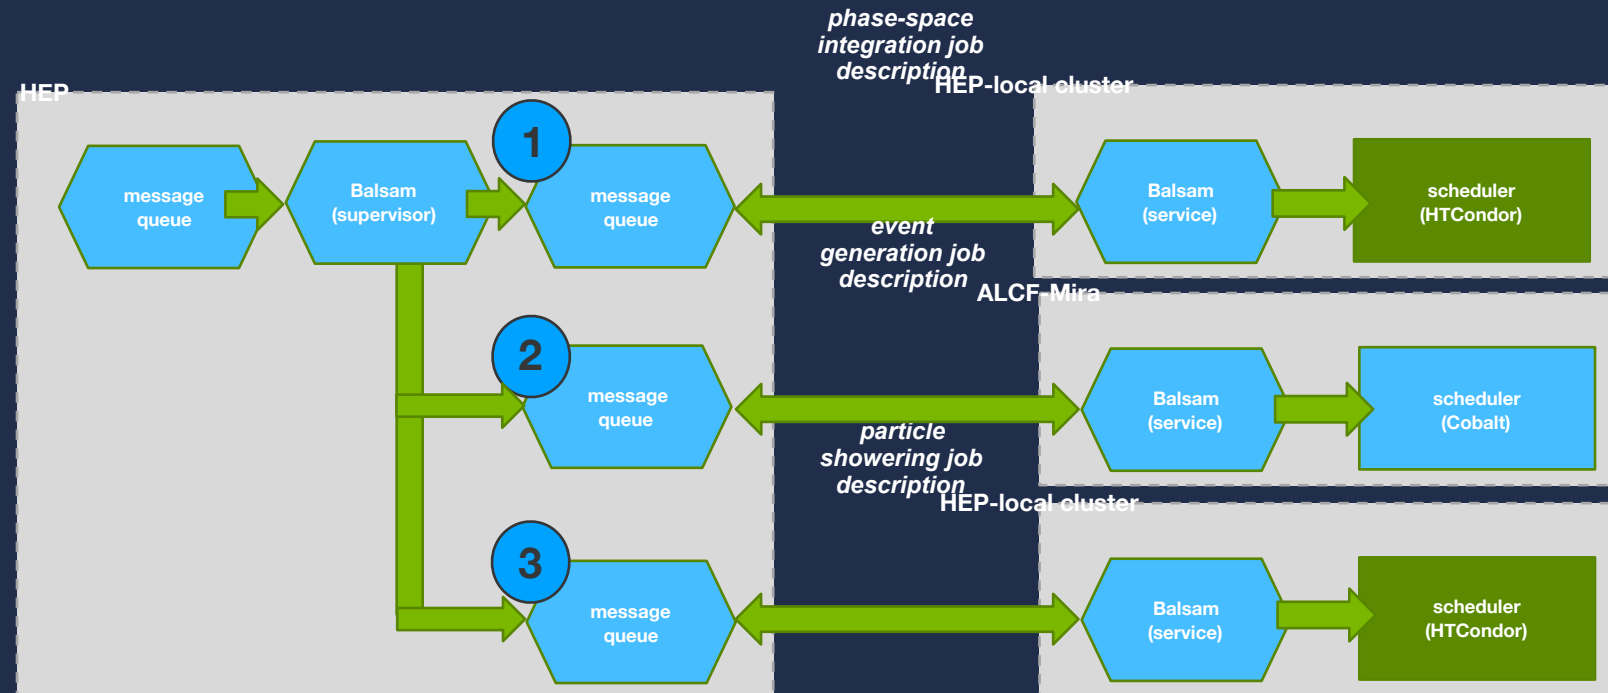 phase-space
integration job
description
HEP
HEP-local cluster
1
message
queue
Balsam
(supervisor)
message
queue
Balsam
(service)
scheduler
(HTCondor)
event
generation job
description
ALCF-Mira
2
message
queue
Balsam
(service)
scheduler
(Cobalt)
particle
showering job
description
HEP-local cluster
3
message
queue
Balsam
(service)
scheduler
(HTCondor)